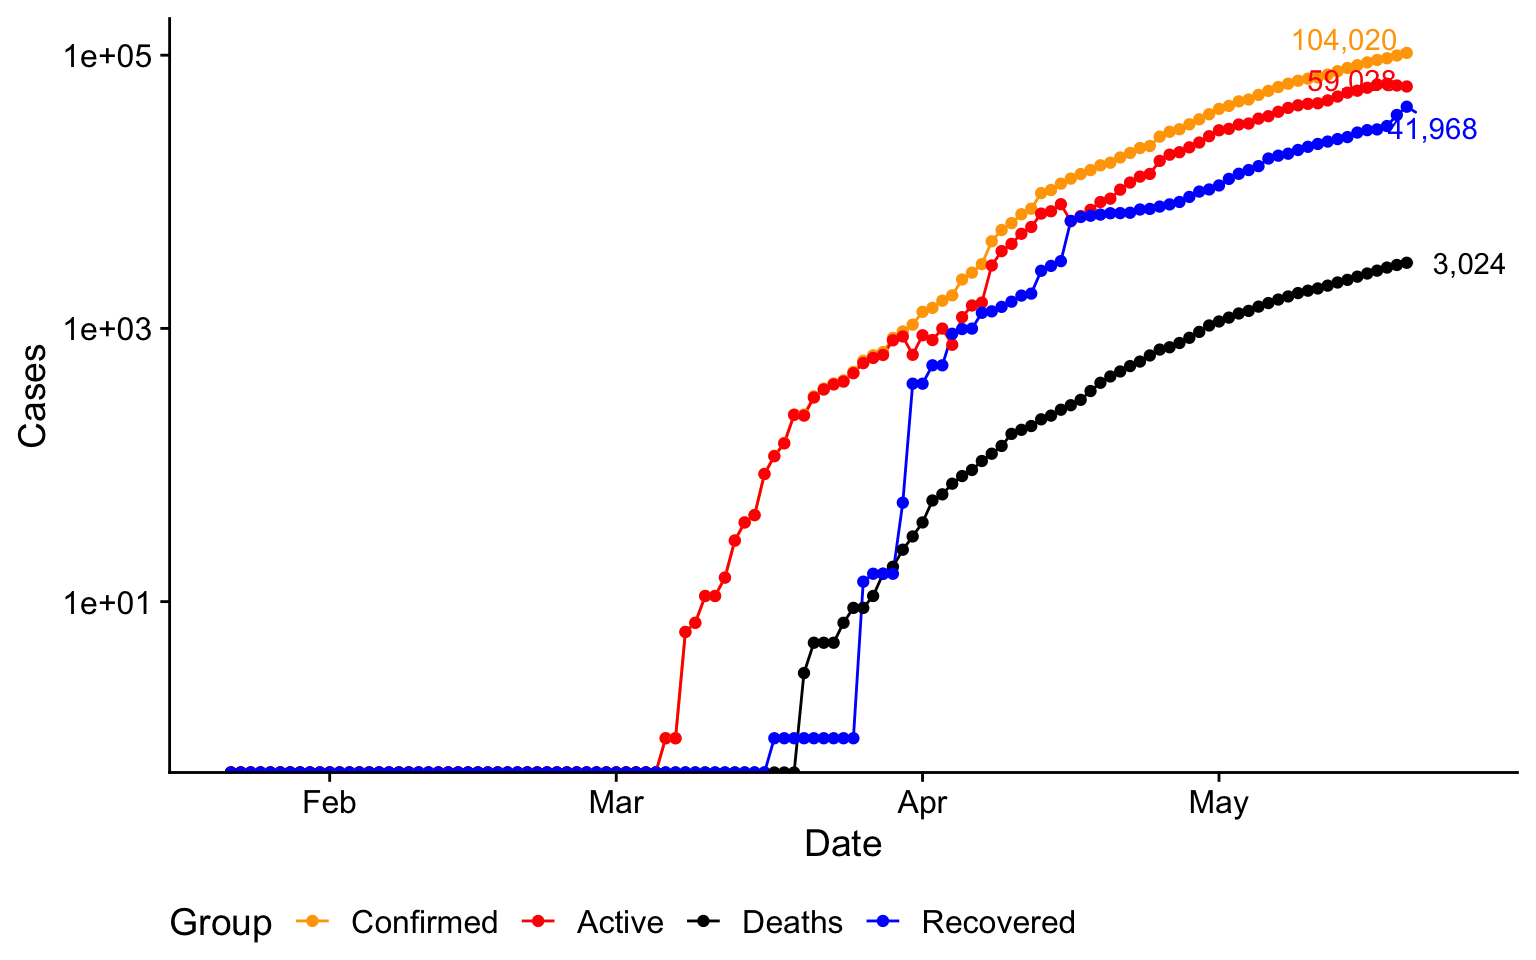 104,020
1e+05
59,028
41,968
3,024
1e+03
Cases
1e+01
Feb Mar Apr May
Date
Group Confirmed Active Deaths Recovered